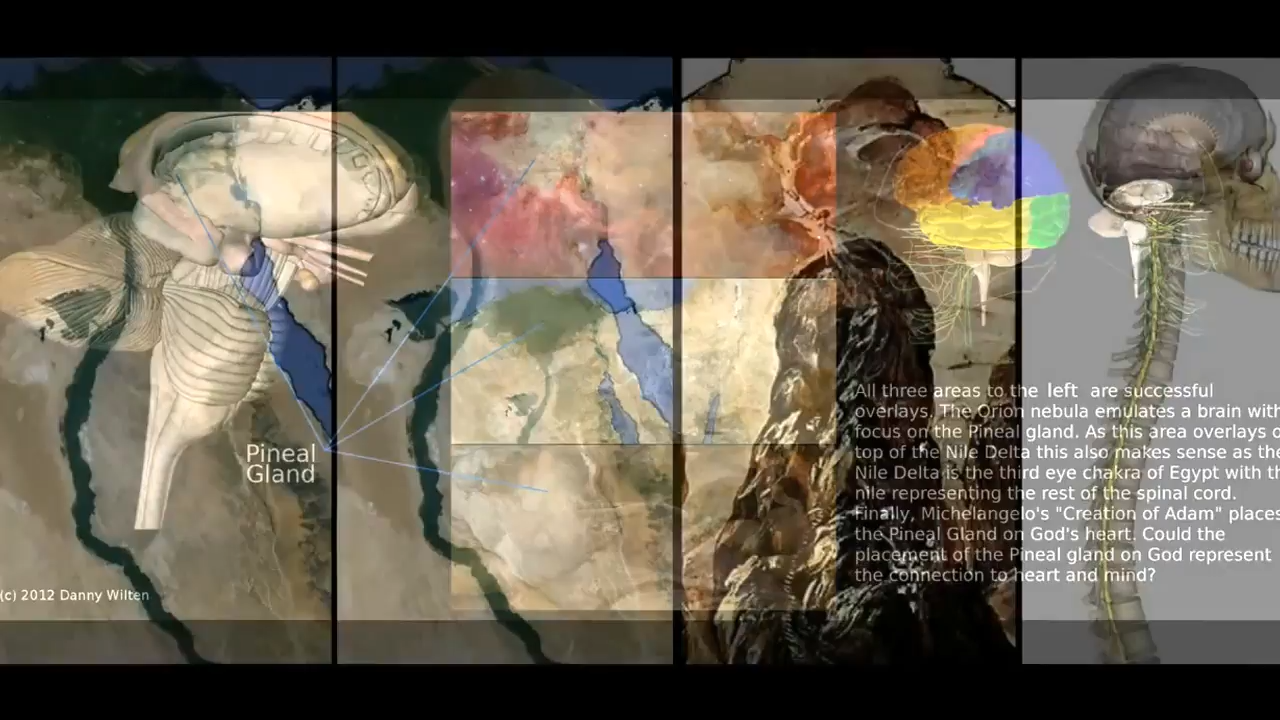 Pineal
Gland
All three areas to the left are successful
overlays. The Orion nebula emulates a brain with
focus on the Pineal gland. As this area overlays
top of the Nile Delta this also makes sense as the
Nile Delta is the third eye chakra of Egypt with
nile representing the rest of the spinal cord.
Finally, Michelangelo's "Creation of Adam" places
the Pineal Gland on God's heart. Could the
placement of the Pineal gland on God represent
the connection to heart and mind?
(c) 2012 Danny Wilten